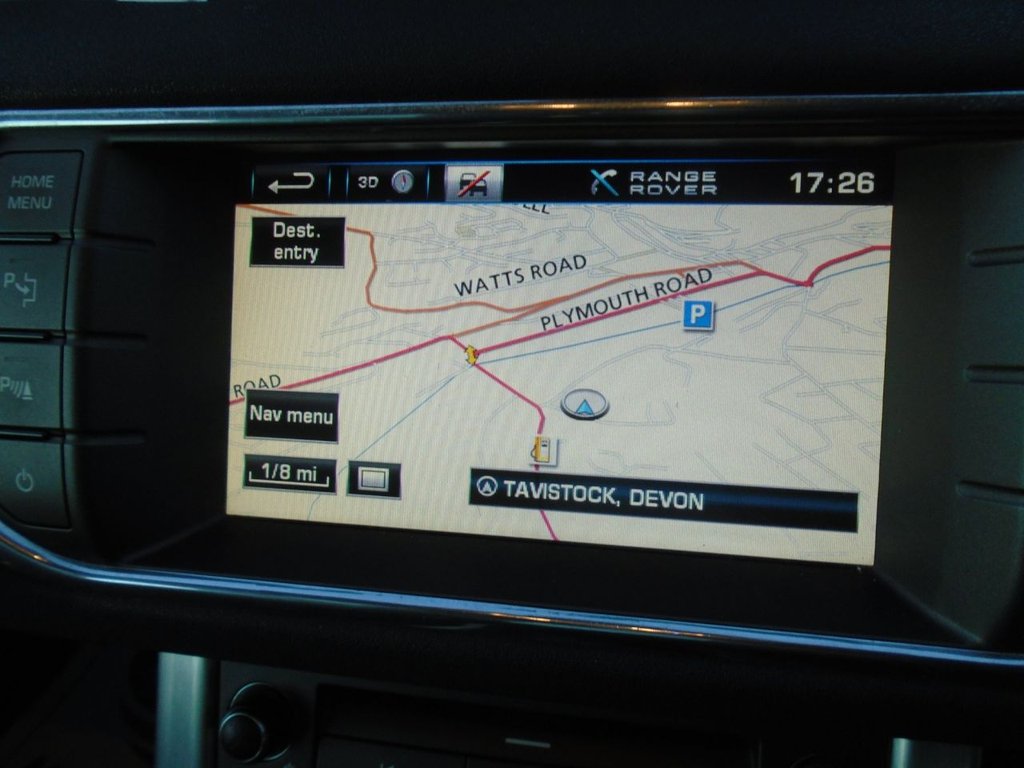 HOME
MENU
P
P
3D
RANGE
ROVER
17:26
Dest.
entry
WATTS ROAD
PLYMOUTH ROAD
P
ROAD
Nav menu
1/8 mi
TAVISTOCK, DEVON